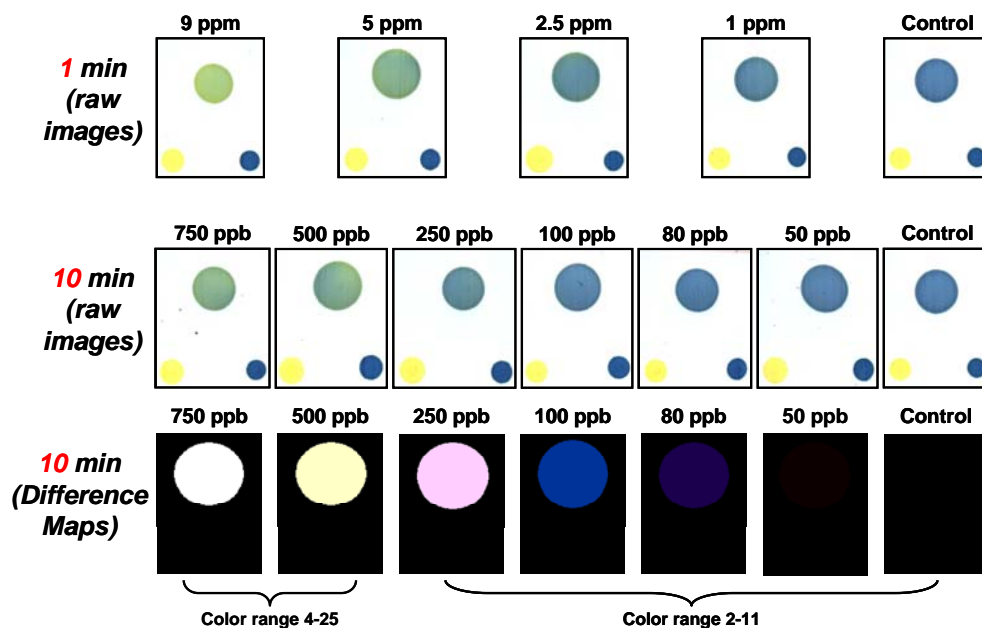 9 ppm 5 ppm 2.5 ppm 1 ppm Control
1 min
(raw
images)
750 ppb 500 ppb 250 ppb 100 ppb 80 ppb 50 ppb Control
10 min
(raw
images)
750 ppb 500 ppb 250 ppb 100 ppb 80 ppb 50 ppb Control
10 min
(Difference
Maps)
Color range 4-25 Color range 2-11